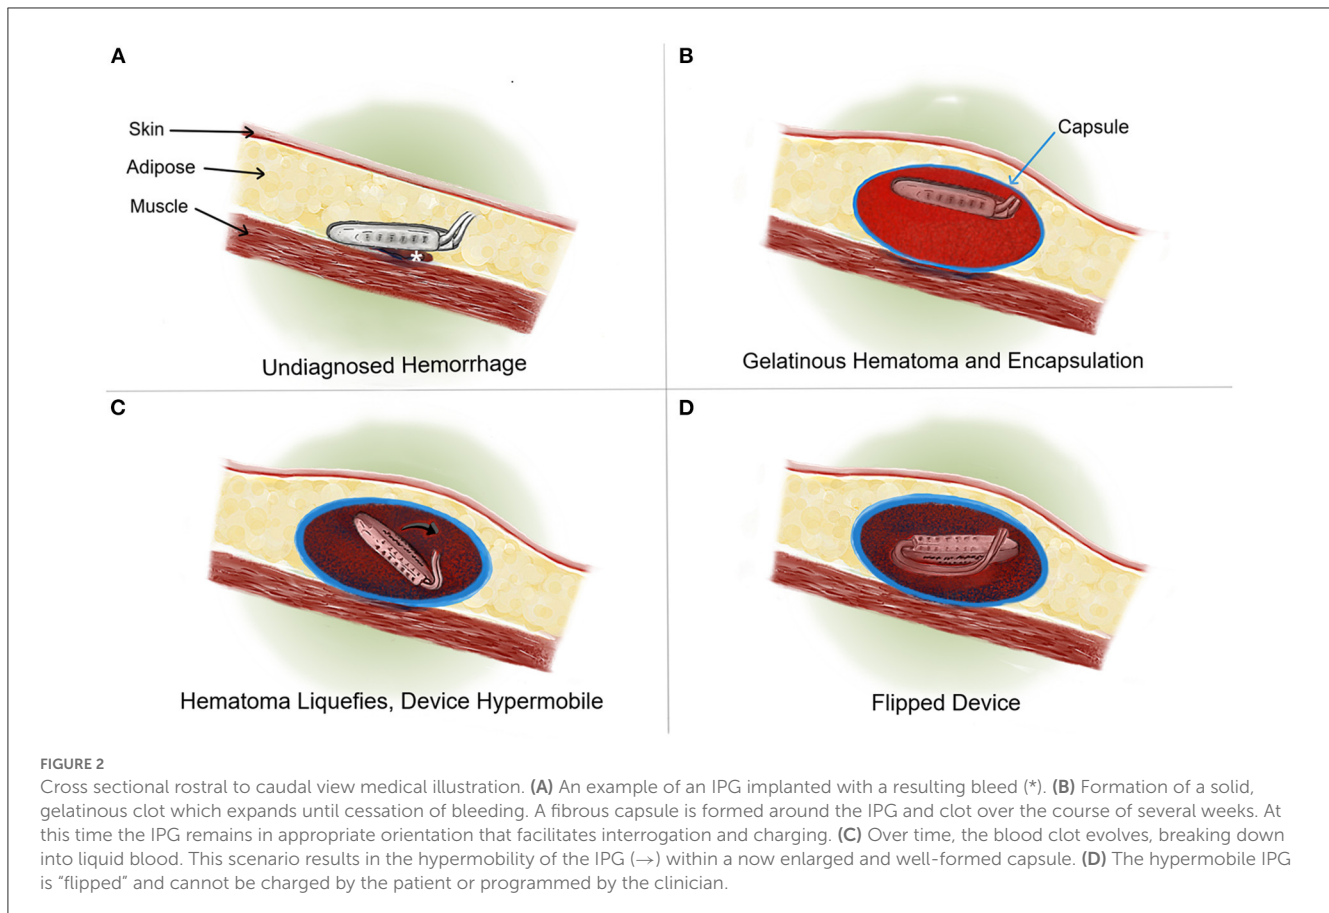 A
B
Skin
Adipose
Muscle
*
Capsule
Undiagnosed Hemorrhage
Gelatinous Hematoma and Encapsulation
C
D
Hematoma Liquefies, Device Hypermobile
Flipped Device
FIGURE 2
Cross sectional rostral to caudal view medical illustration. (A) An example of an IPG implanted with a resulting bleed (*). (B) Formation of a solid,
gelatinous clot which expands until cessation of bleeding. A fibrous capsule is formed around the IPG and clot over the course of several weeks. At
this time the IPG remains in appropriate orientation that facilitates interrogation and charging. (C) Over time, the blood clot evolves, breaking down
into liquid blood. This scenario results in the hypermobility of the IPG (→) within a now enlarged and well-formed capsule. (D) The hypermobile IPG
is “flipped” and cannot be charged by the patient or programmed by the clinician.